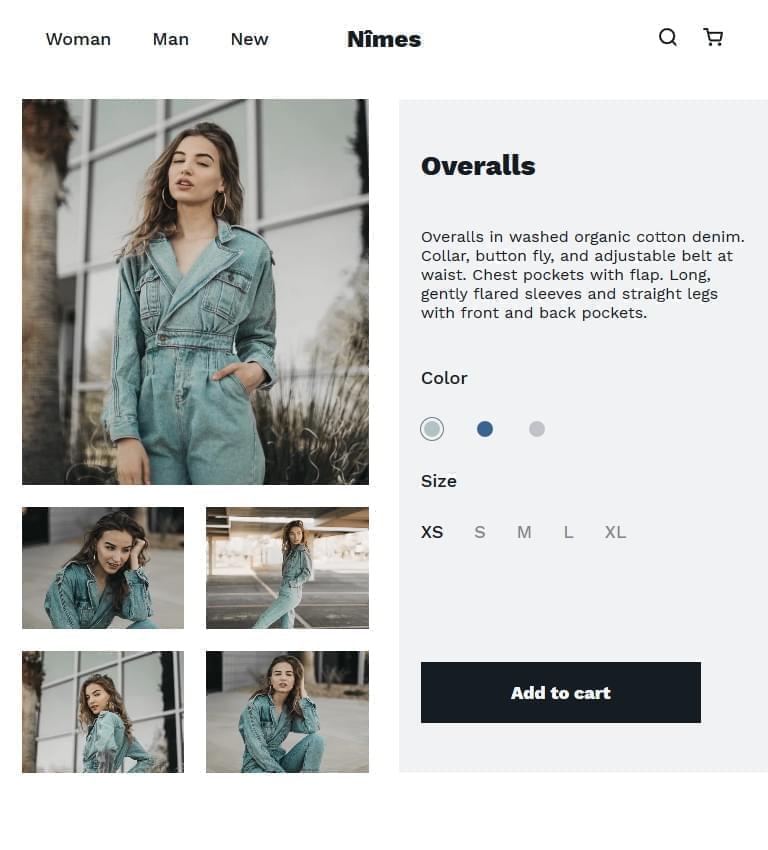 Woman Man New Nîmes
Overalls
Overalls in washed organic cotton denim.
Collar, button fly, and adjustable belt at
waist. Chest pockets with flap. Long,
gently flared sleeves and straight legs
with front and back pockets.
Color
Size
XS S M L XL
Add to cart